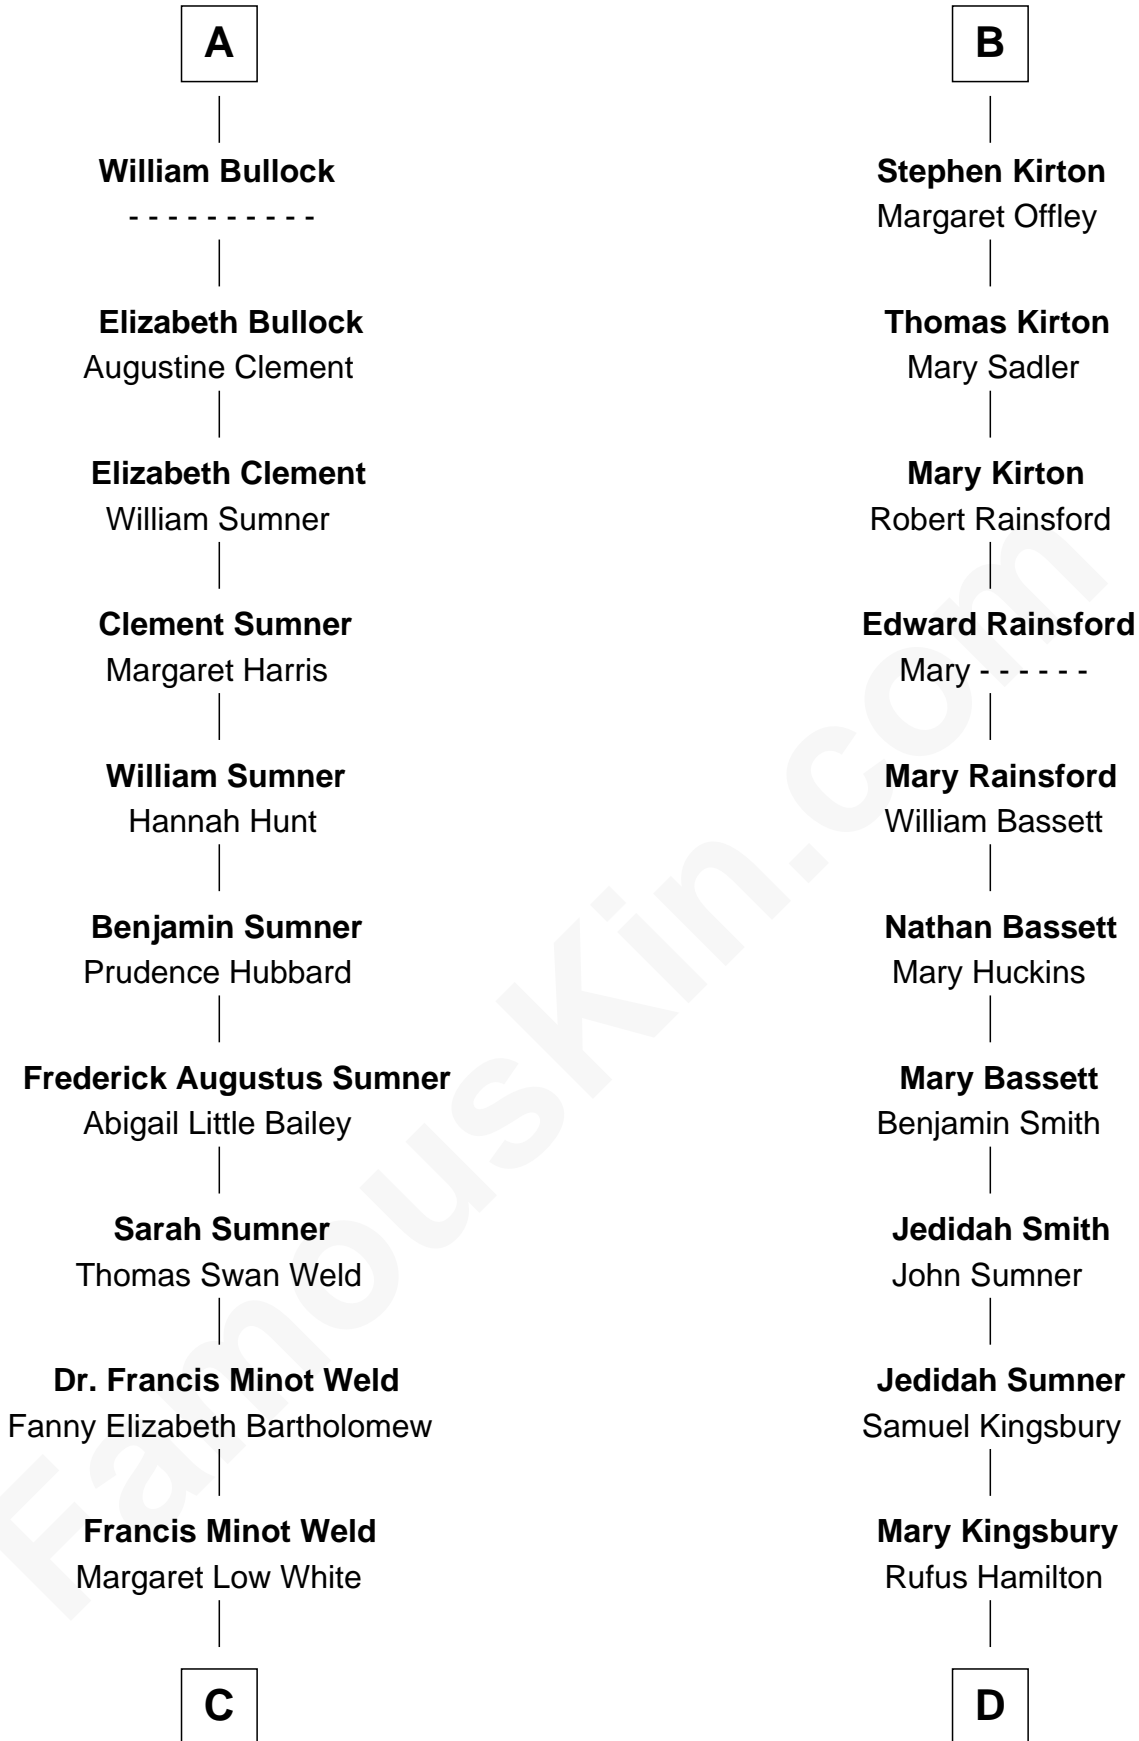 A
William Bullock
- - - - - - - - - -
Elizabeth Bullock
Augustine Clement
Elizabeth Clement
William Sumner
Clement Sumner
Margaret Harris
William Sumner
Hannah Hunt
Benjamin Sumner
Prudence Hubbard
Frederick Augustus Sumner
Abigail Little Bailey
Sarah Sumner
Thomas Swan Weld
Dr. Francis Minot Weld
Fanny Elizabeth Bartholomew
Francis Minot Weld
Margaret Low White
C
B
Stephen Kirton
Margaret Offley
Thomas Kirton
Mary Sadler
Mary Kirton
Robert Rainsford
Edward Rainsford
Mary - - - - - -
Mary Rainsford
William Bassett
Nathan Bassett
Mary Huckins
Mary Bassett
Benjamin Smith
Jedidah Smith
John Sumner
Jedidah Sumner
Samuel Kingsbury
Mary Kingsbury
Rufus Hamilton
D
FamousKin.com